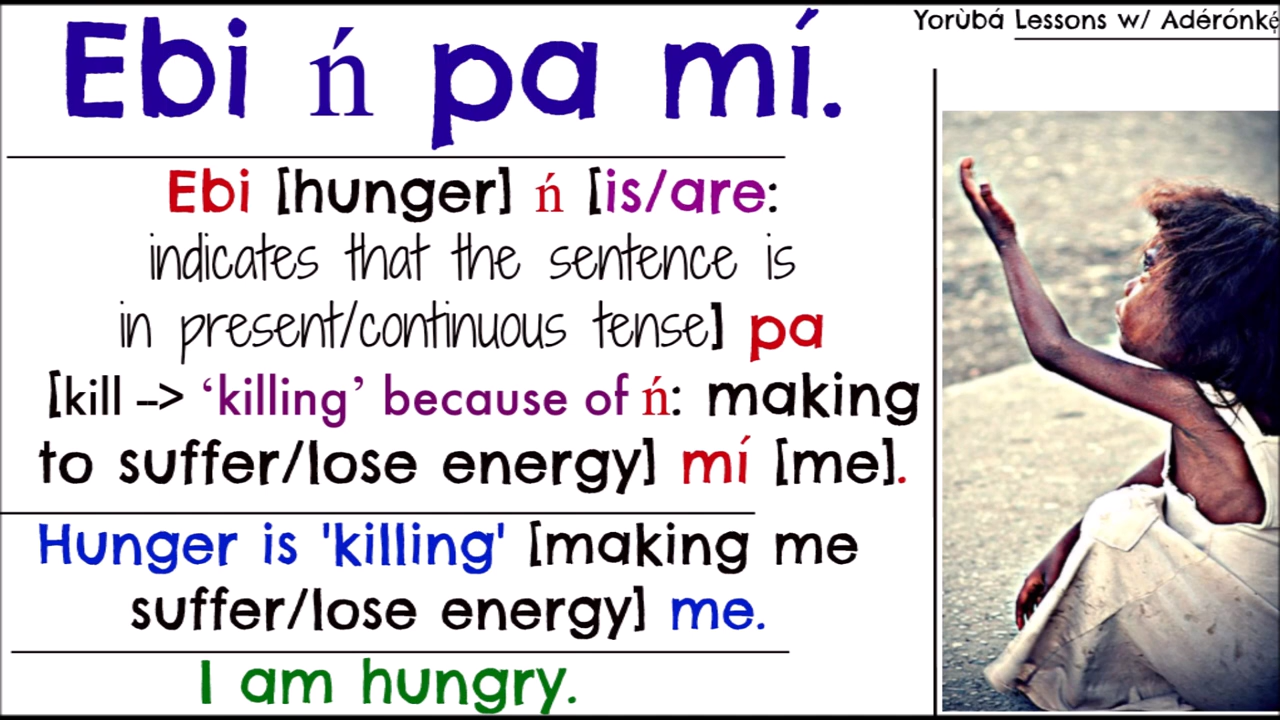 Yorùbá Lessons w/ Adérónkẹ́
Ebi ń pa mí.
Ebi [hunger] ń [is/are:
indicates that the sentence is
in present/continuous tense] pa
[kill --> ‘killing’ because of ń: making
to suffer/lose energy] mí [me].
Hunger is 'killing' [making me
suffer/lose energy] me.
I am hungry.